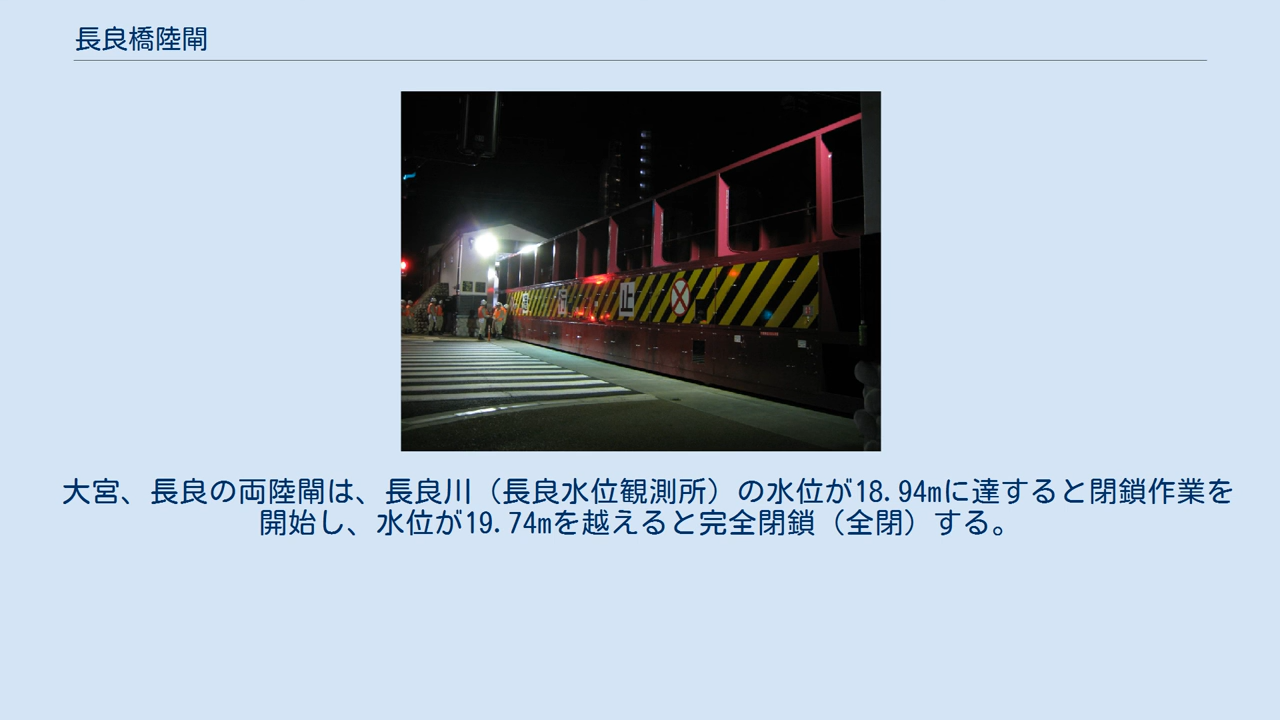 長良橋陸閘
止
大宮、長良の両陸閘は、長良川（長良水位観測所）の水位が18.94mに達すると閉鎖作業を
開始し、水位が19.74mを越えると完全閉鎖（全閉）する。